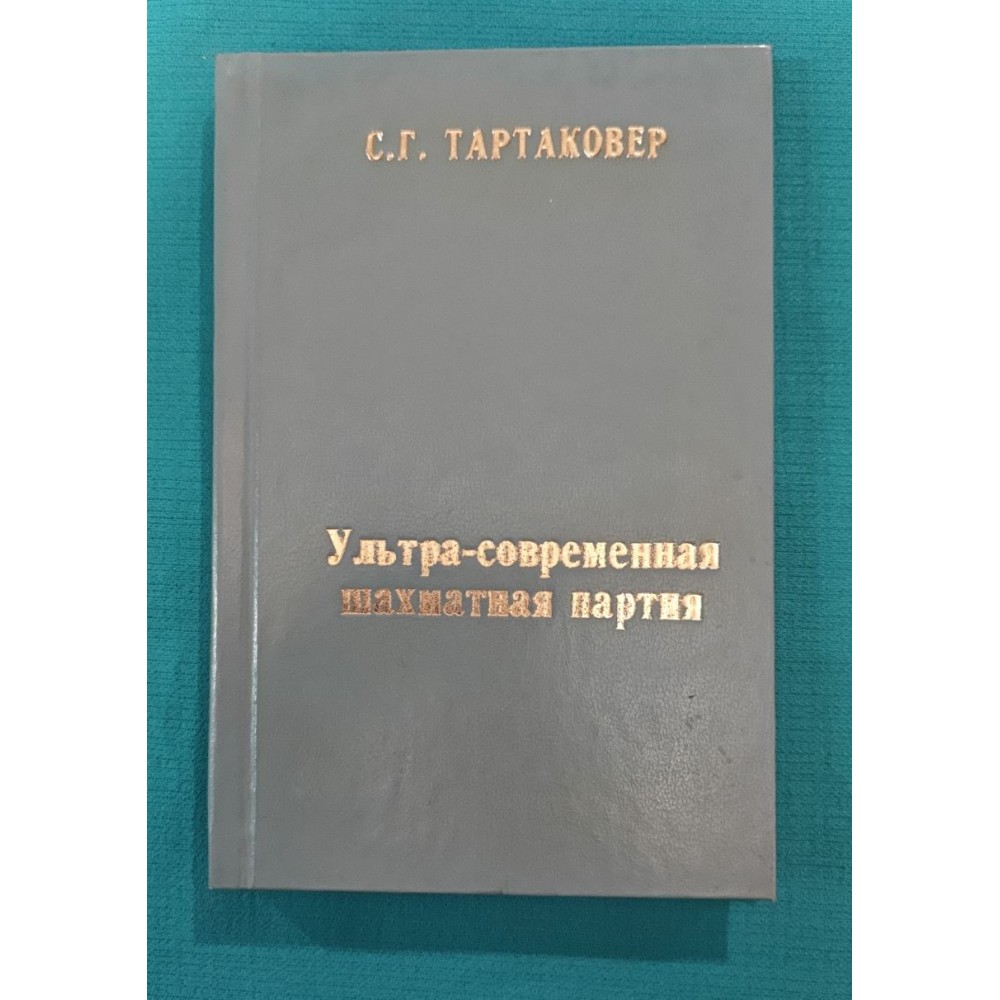 С.Г. ТАРТАКОВЕР
Ультра-современная
шахматная партия